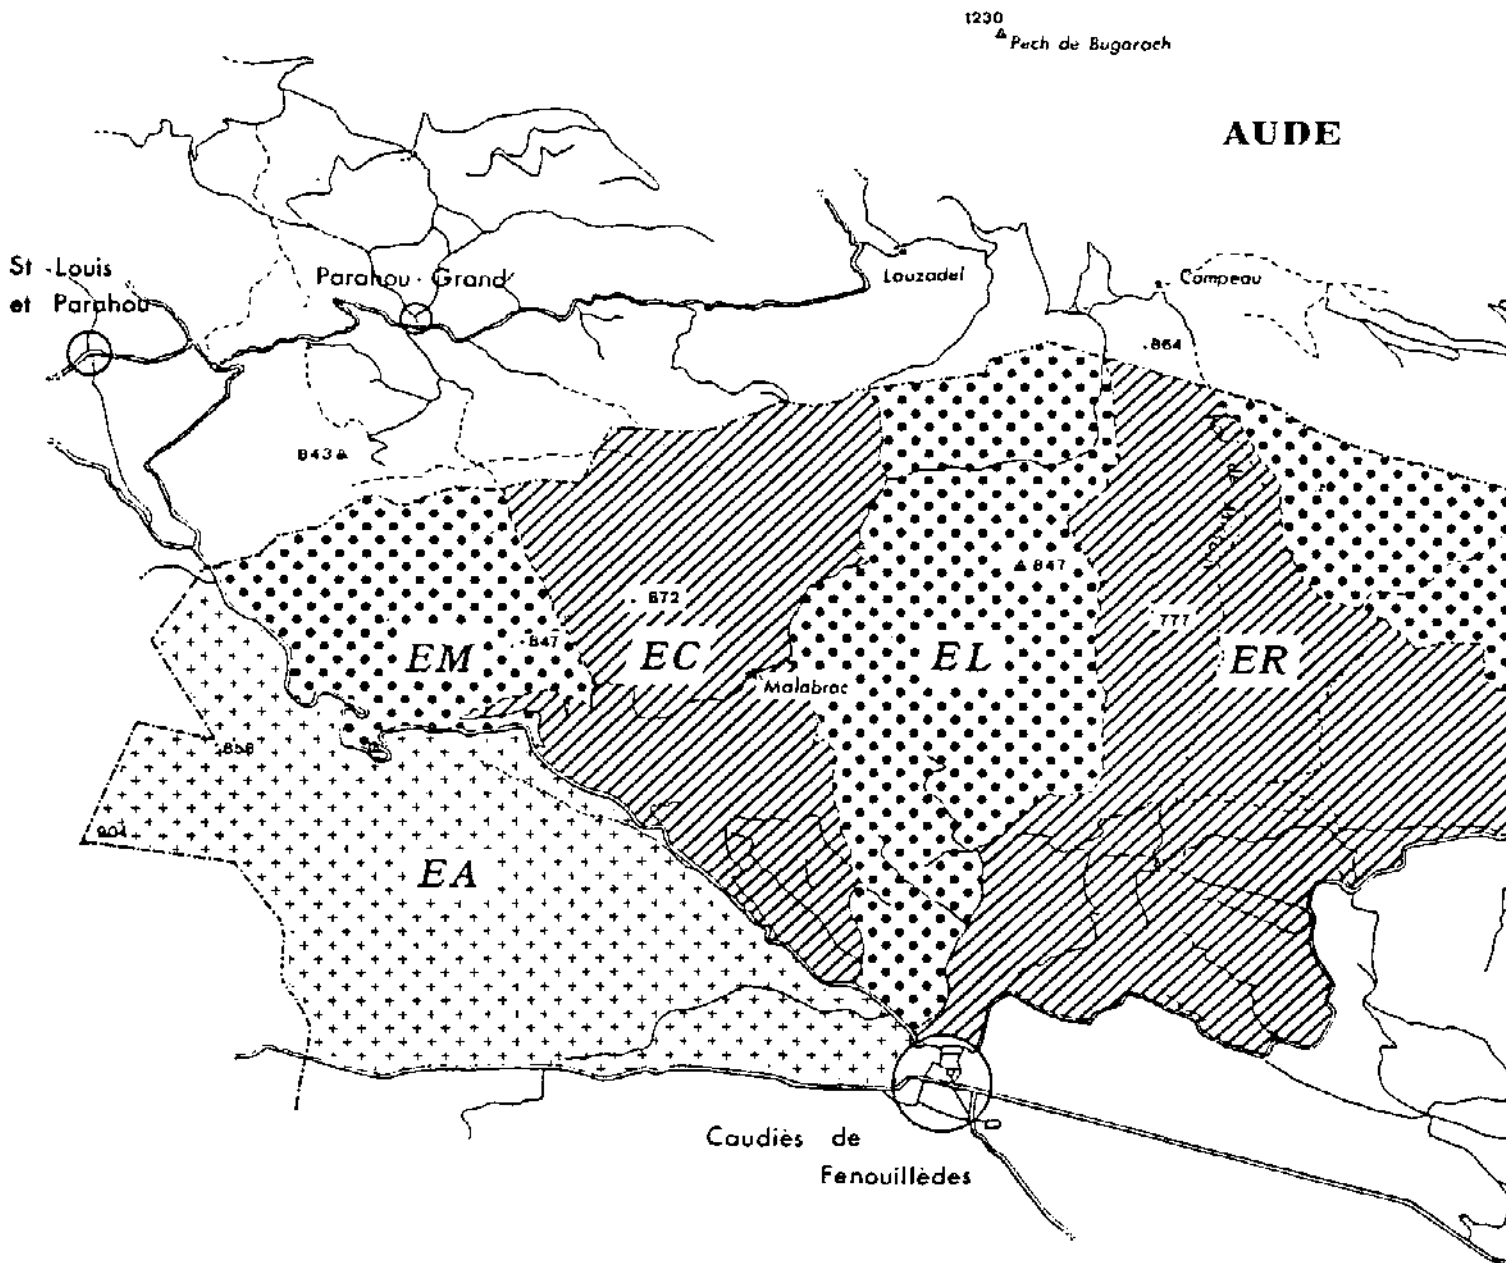 1230
Pech de Bugarach
AUDE
St-Louis
et Parahou
Parahou-Grand
Louzadel
Campeau
864
843
847
872
847
777
EM
EC
EL
ER
Malabrac
858
904
EA
Caudiès de
Fenouillèdes